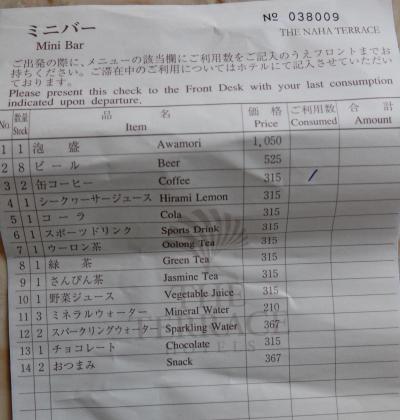 ミニバー
Mini Bar
№ 038009
THE NAHA TERRACE
ご出発の際に、メニューの該当欄にご利用数をご記入のうえフロントまでお
持ちください。ご滞在中のご利用についてはホテルにて記入させていただい
ております。
Please present this check to the Front Desk with your last consumption
indicated upon departure.
No 数量 Stock 品名 Item 価格 Price ご利用数 Consumed 合計 Amount
1 1 泡盛 Awamori 1,050
2 8 ビール Beer 525
3 2 缶コーヒー Coffee 315 /
4 1 シークヮーサージュース Hirami Lemon 315
5 1 コーラ Cola 315
6 1 スポーツドリンク Sports Drink 315
7 1 ウーロン茶 Oolong Tea 315
8 1 緑茶 Green Tea 315
9 1 さんぴん茶 Jasmine Tea 315
10 1 野菜ジュース Vegetable Juice 315
11 3 ミネラルウォーター Mineral Water 210
12 2 スパークリングウォーター Sparkling Water 367
13 1 チョコレート Chocolate 315
14 2 おつまみ Snack 367
THE
TERRACE
HOTELS